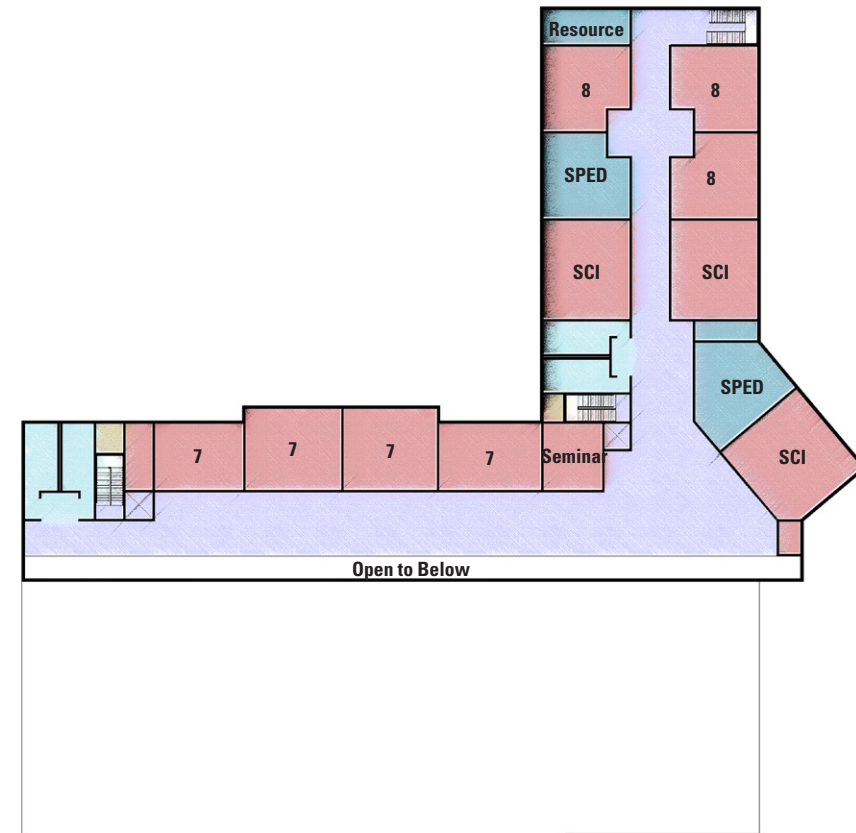 Resource
8
8
SPED
8
SCI
SCI
SPED
7
7
7
7
Seminar
SCI
Open to Below